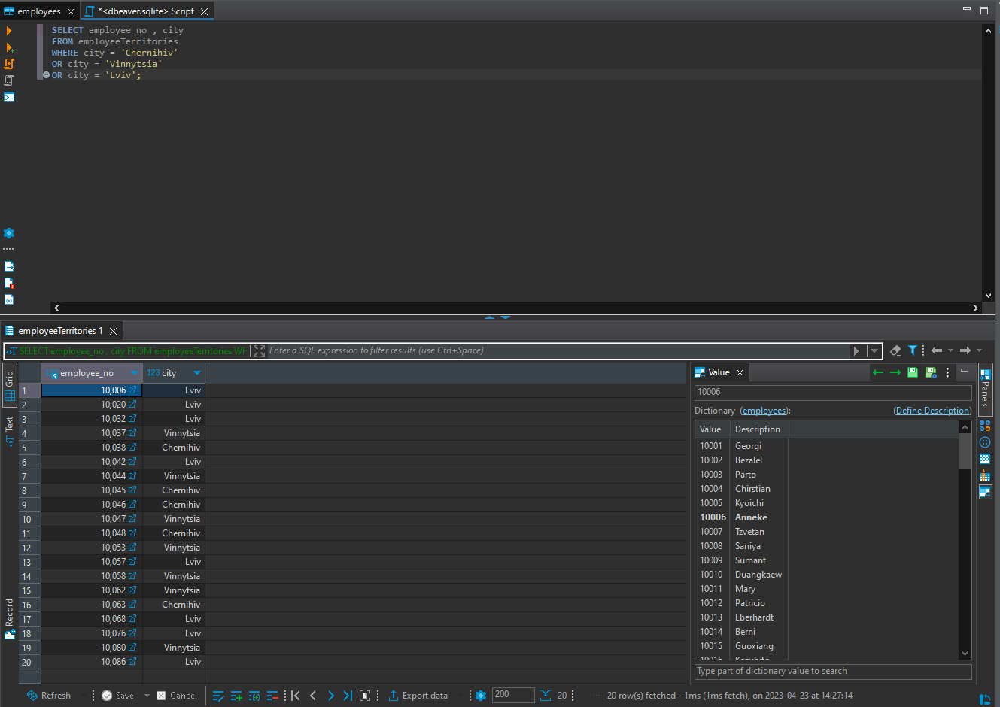 employees
*<dbeaver.sqlite> Script
SELECT employee_no , city
FROM employeeTerritories
WHERE city = 'Chernihiv'
OR city = 'Vinnytsia'
OR city = 'Lviv';
employeeTerritories 1
SELECT employee_no , city FROM employeeTerritories WH
Enter a SQL expression to filter results (use Ctrl+Space)
Grid
Text
Record
employee_no 123 city
1 10,006 Lviv
2 10,020 Lviv
3 10,032 Lviv
4 10,037 Vinnytsia
5 10,038 Chernihiv
6 10,042 Lviv
7 10,044 Vinnytsia
8 10,045 Chernihiv
9 10,046 Chernihiv
10 10,047 Vinnytsia
11 10,048 Chernihiv
12 10,053 Vinnytsia
13 10,057 Lviv
14 10,058 Vinnytsia
15 10,062 Vinnytsia
16 10,063 Chernihiv
17 10,068 Lviv
18 10,076 Lviv
19 10,080 Vinnytsia
20 10,086 Lviv
Value
10006
Dictionary (employees): (Define Description)
Value Description
10001 Georgi
10002 Bezalel
10003 Parto
10004 Chirstian
10005 Kyoichi
10006 Anneke
10007 Tzvetan
10008 Saniya
10009 Sumant
10010 Duangkaew
10011 Mary
10012 Patricio
10013 Eberhardt
10014 Berni
10015 Guoxiang
Type part of dictionary value to search
Panels
Refresh Save Cancel Export data 200 20 20 row(s) fetched - 1ms (1ms fetch), on 2023-04-23 at 14:27:14